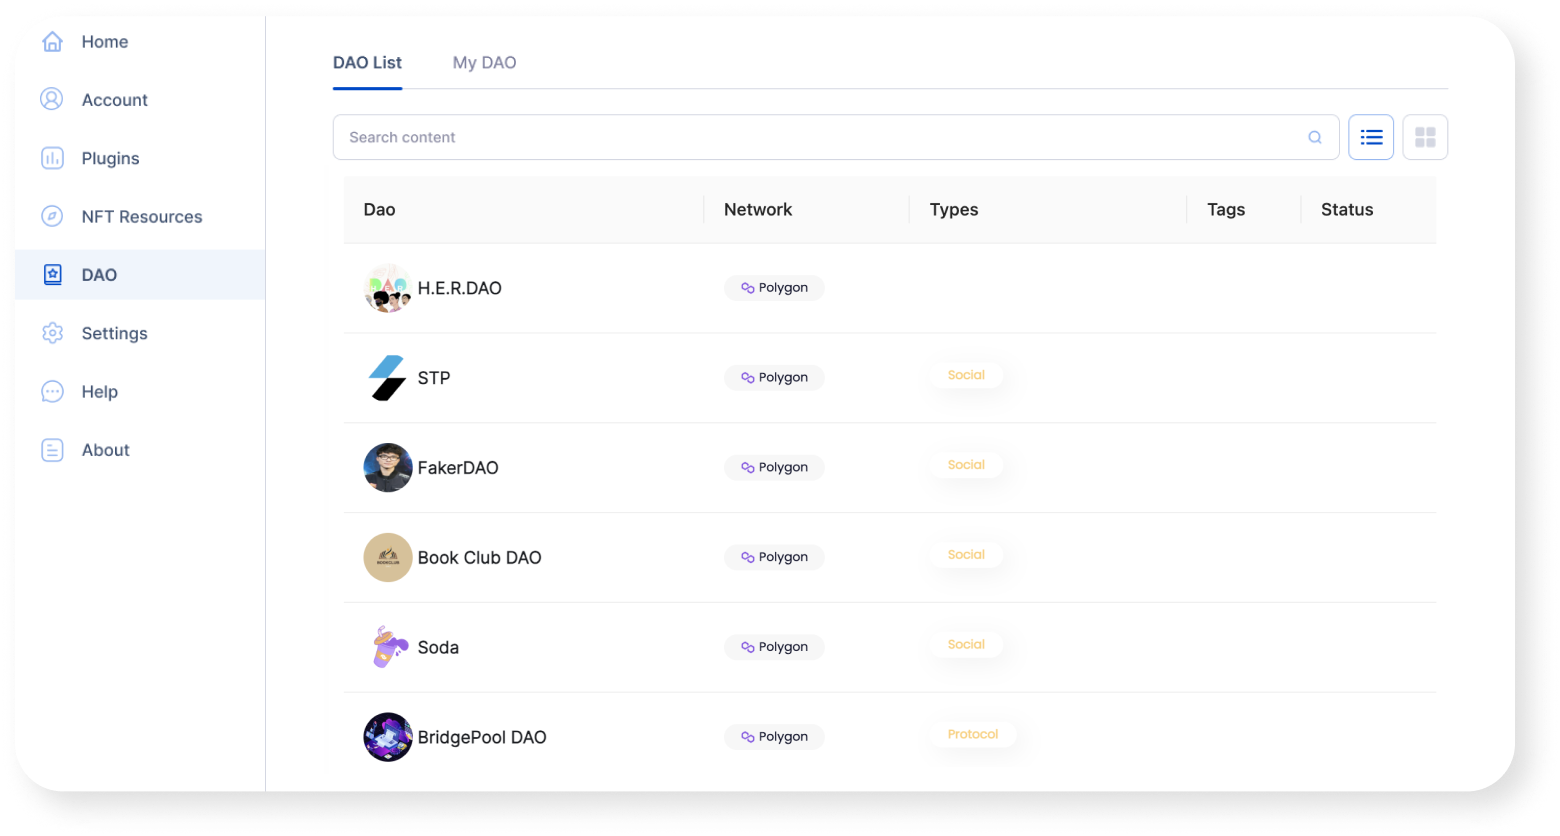 Home
Account
Plugins
NFT Resources
DAO
Settings
Help
About
DAO List My DAO
Search content
Dao Network Types Tags Status
H.E.R.DAO Polygon
STP Polygon Social
FakerDAO Polygon Social
BOOKCLUB Book Club DAO Polygon Social
Soda Polygon Social
BridgePool DAO Polygon Protocol